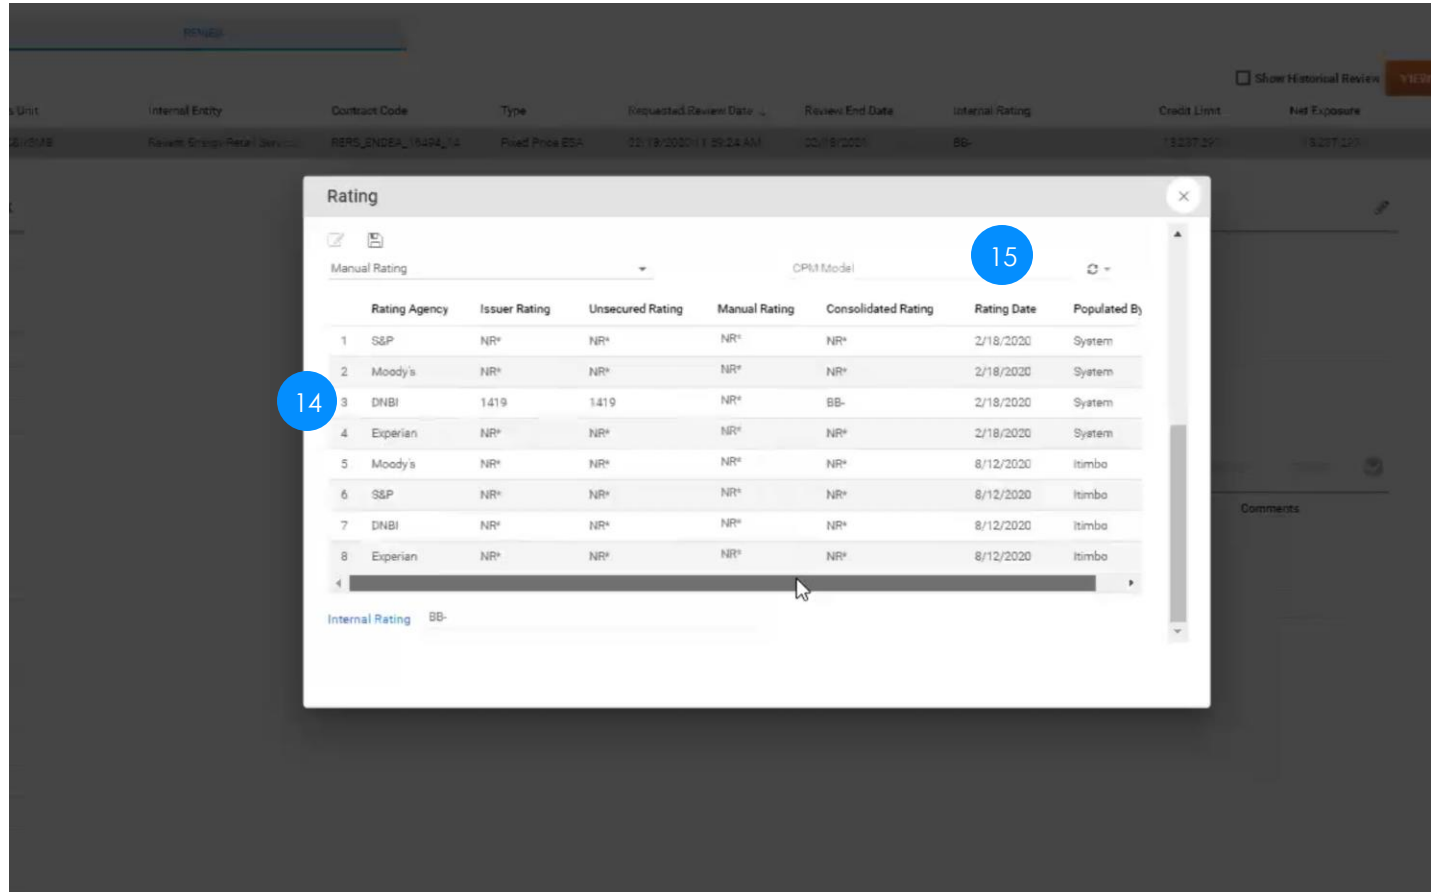 REVIEW
Show Historical Review
Unit Internal Entity Contract Code Type Requested Review Date Review End Date Internal Rating Credit Limit Net Exposure
Fixed Price ESA BB-
Rating
15
Manual Rating CPM Model
Rating Agency Issuer Rating Unsecured Rating Manual Rating Consolidated Rating Rating Date Populated By
1 S&P NR* NR* NR* NR* 2/18/2020 System
2 Moody's NR* NR* NR* NR* 2/18/2020 System
14
3 DNBI 1419 1419 NR* BB- 2/18/2020 System
4 Experian NR* NR* NR* NR* 2/18/2020 System
5 Moody's NR* NR* NR* NR* 8/12/2020 ltimbo
6 S&P NR* NR* NR* NR* 8/12/2020 ltimbo
7 DNBI NR* NR* NR* NR* 8/12/2020 ltimbo
8 Experian NR* NR* NR* NR* 8/12/2020 ltimbo
Comments
Internal Rating BB-